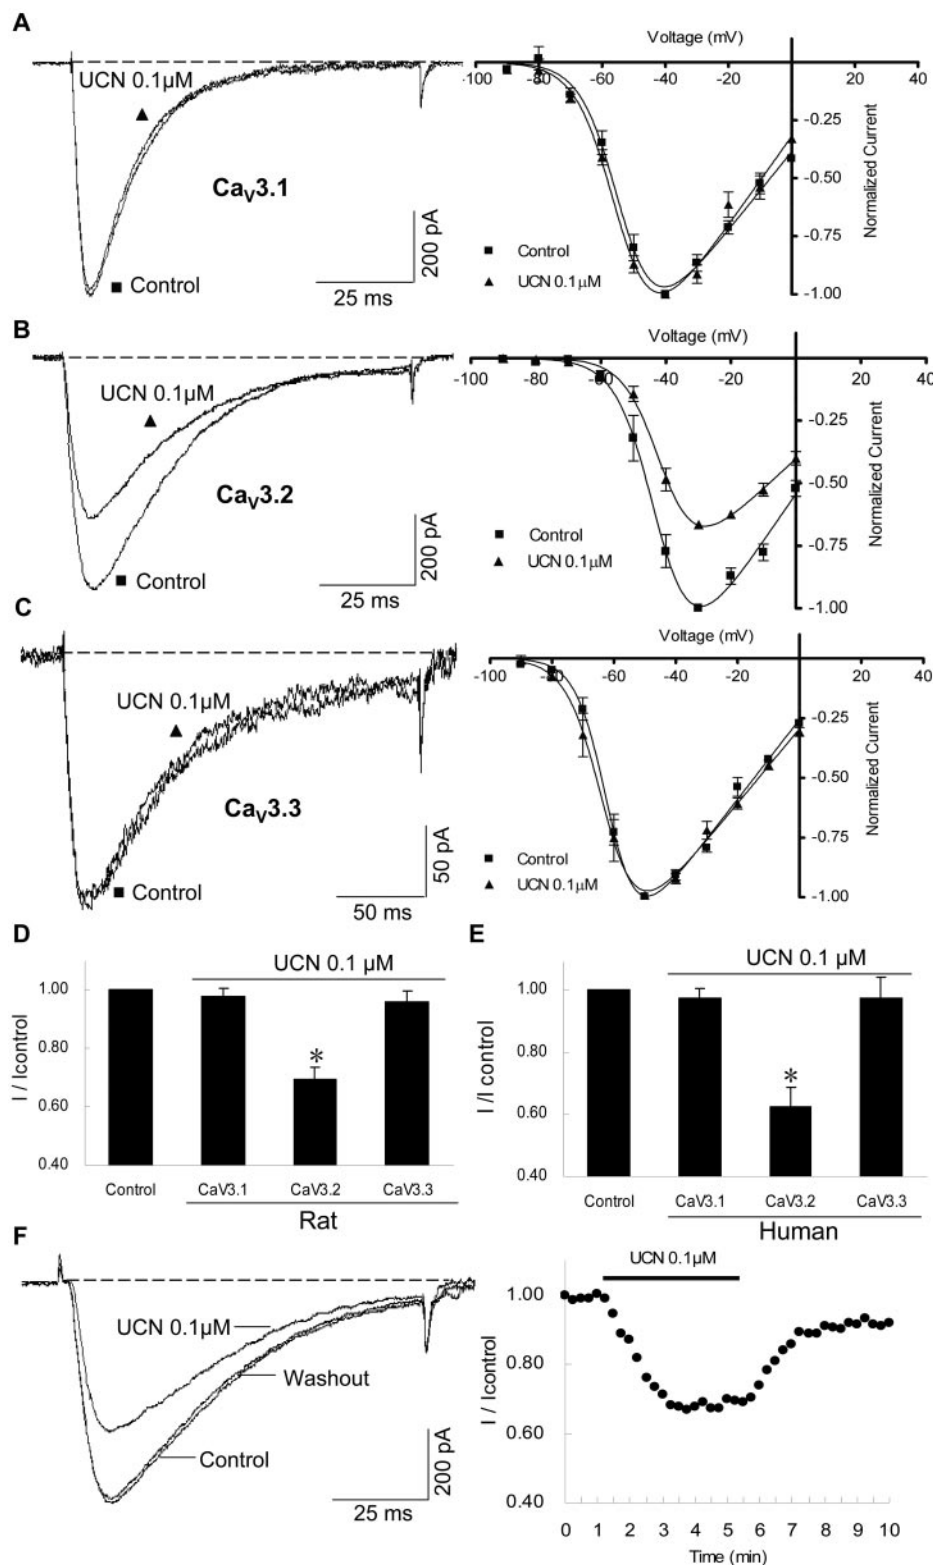 A
UCN 0.1µM
▲
Ca_V3.1
■ Control
25 ms
200 pA
Voltage (mV)
-100 -80 -60 -40 -20 20 40
-0.25
-0.50
-0.75
-1.00
Normalized Current
■ Control
▲ UCN 0.1µM
B
UCN 0.1µM
▲
Ca_V3.2
■ Control
25 ms
200 pA
Voltage (mV)
-100 -80 -60 -40 -20 20 40
-0.25
-0.50
-0.75
-1.00
Normalized Current
■ Control
▲ UCN 0.1µM
C
UCN 0.1µM
▲
Ca_V3.3
■ Control
50 ms
50 pA
Voltage (mV)
-100 -80 -60 -40 -20 20 40
-0.25
-0.50
-0.75
-1.00
Normalized Current
■ Control
▲ UCN 0.1µM
D
UCN 0.1 µM
1.00
0.80
0.60
0.40
I / Icontrol
*
Control CaV3.1 CaV3.2 CaV3.3
Rat
E
UCN 0.1 µM
1.00
0.80
0.60
0.40
I /I control
*
Control CaV3.1 CaV3.2 CaV3.3
Human
F
UCN 0.1µM
Washout
Control
25 ms
200 pA
UCN 0.1µM
1.00
0.80
0.60
0.40
I / Icontrol
0 1 2 3 4 5 6 7 8 9 10
Time (min)